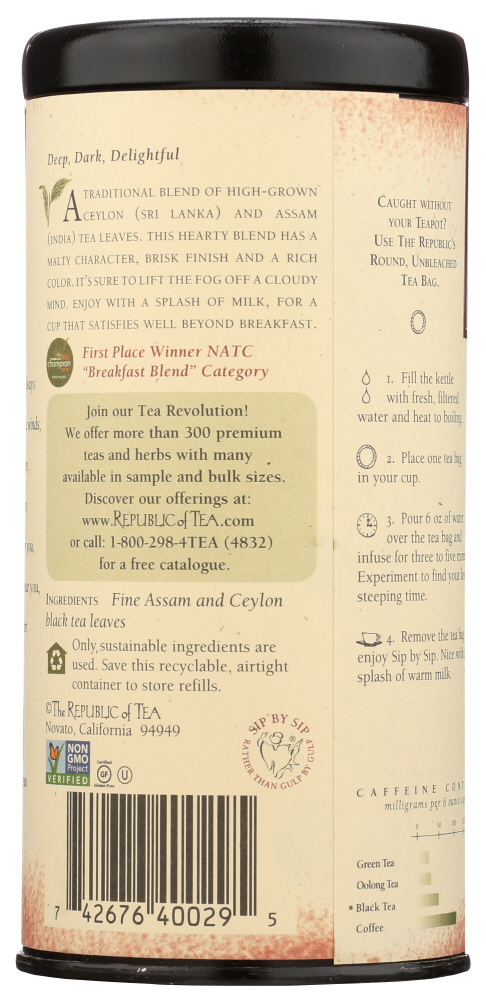 Deep, Dark, Delightful
A TRADITIONAL BLEND OF HIGH-GROWN
CEYLON (SRI LANKA) AND ASSAM
(INDIA) TEA LEAVES. THIS HEARTY BLEND HAS A
MALTY CHARACTER, BRISK FINISH AND A RICH
COLOR. IT'S SURE TO LIFT THE FOG OFF A CLOUDY
MIND. ENJOY WITH A SPLASH OF MILK, FOR A
CUP THAT SATISFIES WELL BEYOND BREAKFAST.
champion
First Place Winner NATC
"Breakfast Blend" Category
Join our Tea Revolution!
We offer more than 300 premium
teas and herbs with many
available in sample and bulk sizes.
Discover our offerings at:
www.REPUBLIC of TEA.com
or call: 1-800-298-4TEA (4832)
for a free catalogue.
INGREDIENTS Fine Assam and Ceylon
black tea leaves
Only sustainable ingredients are
used. Save this recyclable, airtight
container to store refills.
©The REPUBLIC of TEA
Novato, California 94949
NON
GMO
Project
VERIFIED
Certified
GF
Gluten-Free
U
SIP BY SIP
RATHER THAN GULP BY GULP
®
7 42676 40029 5
CAUGHT WITHOUT
YOUR TEAPOT?
USE THE REPUBLIC'S
ROUND, UNBLEACHED
TEA BAG.
1. Fill the kettle
with fresh, filtered
water and heat to boiling
2. Place one tea bag
in your cup.
3. Pour 6 oz of water
over the tea bag and
infuse for three to five
Experiment to find your
steeping time.
4. Remove the tea bag
enjoy Sip by Sip. Nice with
splash of warm milk.
CAFFEINE CONT
milligrams per 6 ounce
0
Green Tea
Oolong Tea
• Black Tea
Coffee